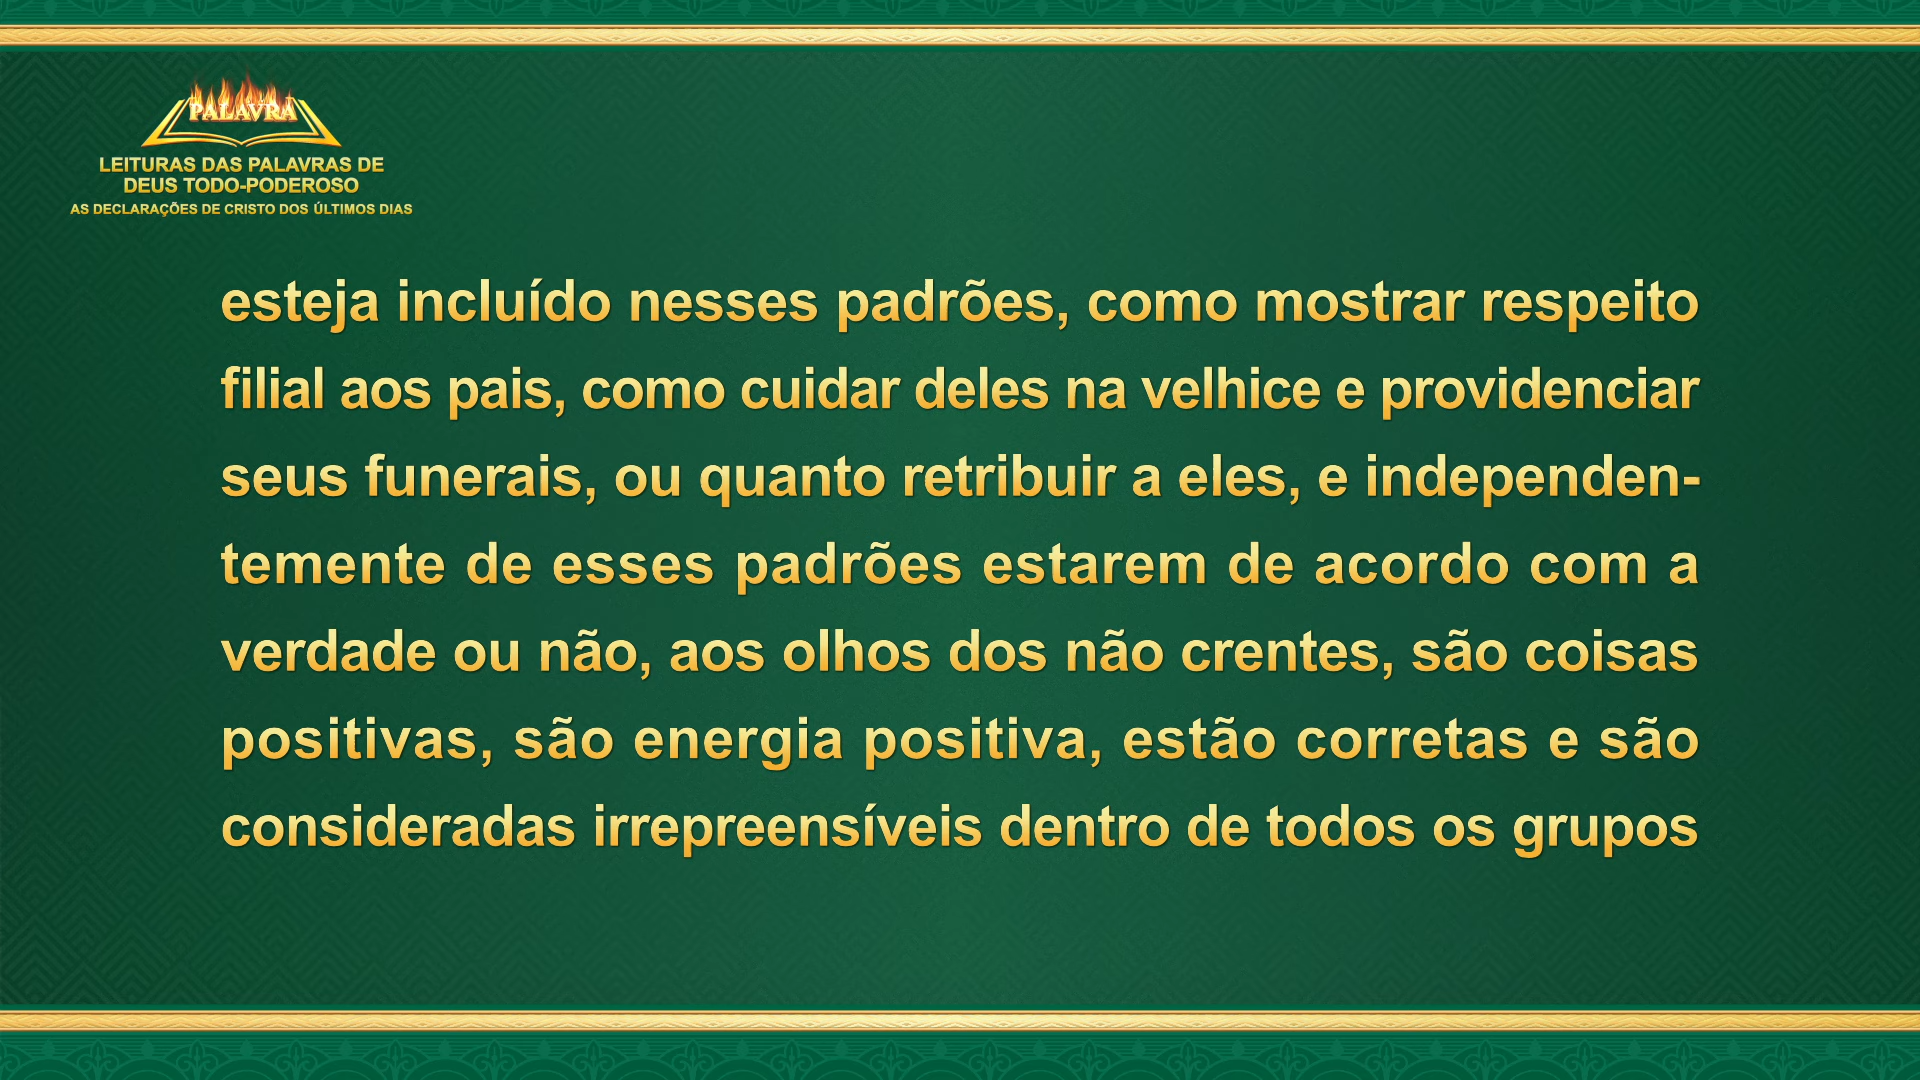 PALAVRA
LEITURAS DAS PALAVRAS DE
DEUS TODO-PODEROSO
AS DECLARAÇÕES DE CRISTO DOS ÚLTIMOS DIAS
esteja incluído nesses padrões, como mostrar respeito
filial aos pais, como cuidar deles na velhice e providenciar
seus funerais, ou quanto retribuir a eles, e independen-
temente de esses padrões estarem de acordo com a
verdade ou não, aos olhos dos não crentes, são coisas
positivas, são energia positiva, estão corretas e são
consideradas irrepreensíveis dentro de todos os grupos